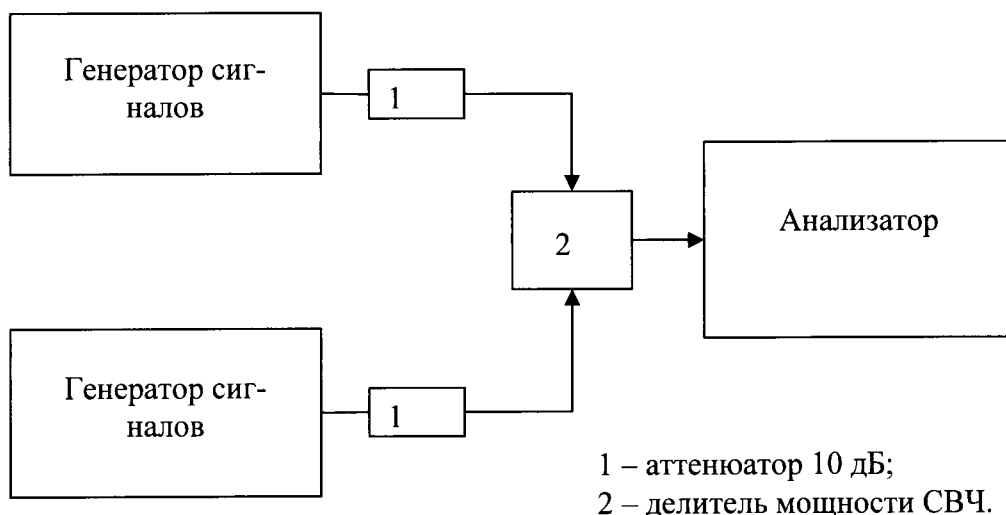 Генератор сиг-
налов
1
2
Анализатор
Генератор сиг-
налов
1
1 – аттенюатор 10 дБ;
2 – делитель мощности СВЧ.